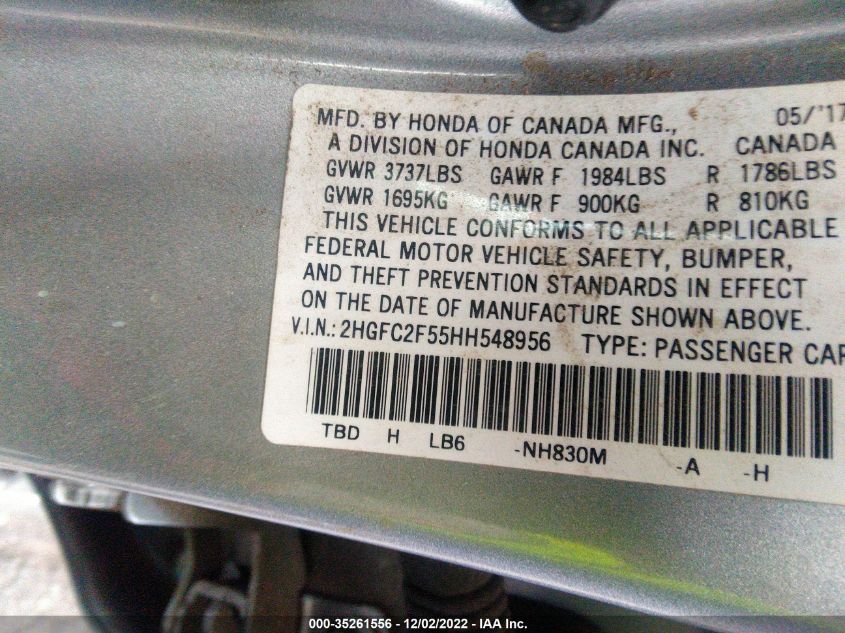 MFD. BY HONDA OF CANADA MFG., 05/'17
A DIVISION OF HONDA CANADA INC. CANADA
GVWR 3737LBS GAWR F 1984LBS R 1786LBS
GVWR 1695KG GAWR F 900KG R 810KG
THIS VEHICLE CONFORMS TO ALL APPLICABLE
FEDERAL MOTOR VEHICLE SAFETY, BUMPER,
AND THEFT PREVENTION STANDARDS IN EFFECT
ON THE DATE OF MANUFACTURE SHOWN ABOVE.
V.I.N.: 2HGFC2F55HH548956 TYPE: PASSENGER CAR
TBD H LB6 -NH830M -A -H
000-35261556 - 12/02/2022 - IAA Inc.